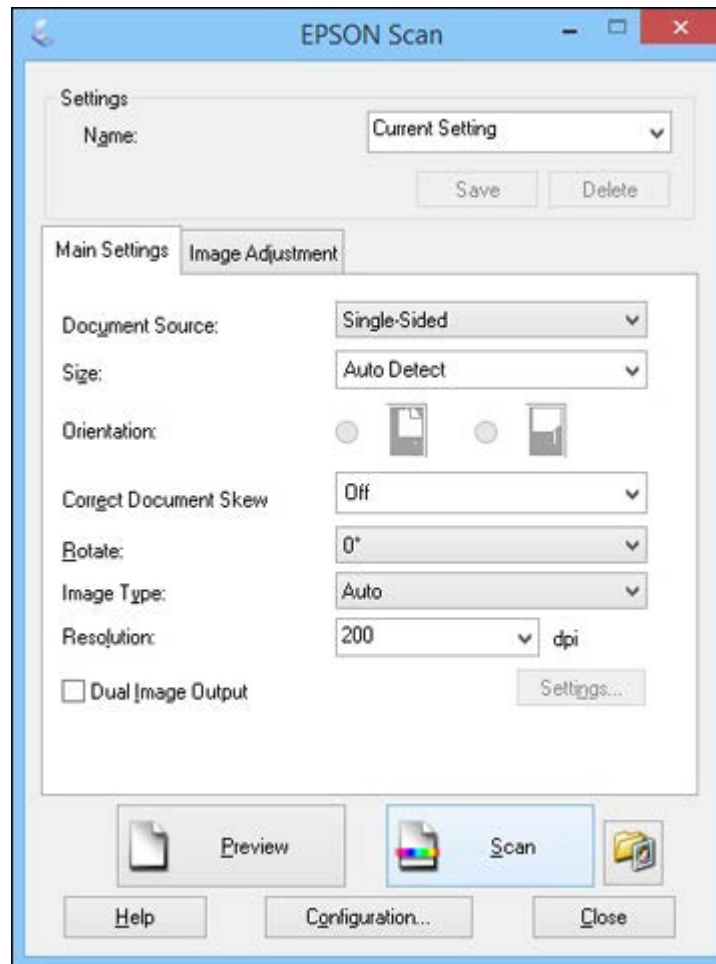 EPSON Scan
Settings
Name: Current Setting
Save Delete
Main Settings Image Adjustment
Document Source: Single-Sided
Size: Auto Detect
Orientation:
Correct Document Skew Off
Rotate: 0°
Image Type: Auto
Resolution: 200 dpi
Dual Image Output Settings...
Preview Scan
Help Configuration... Close